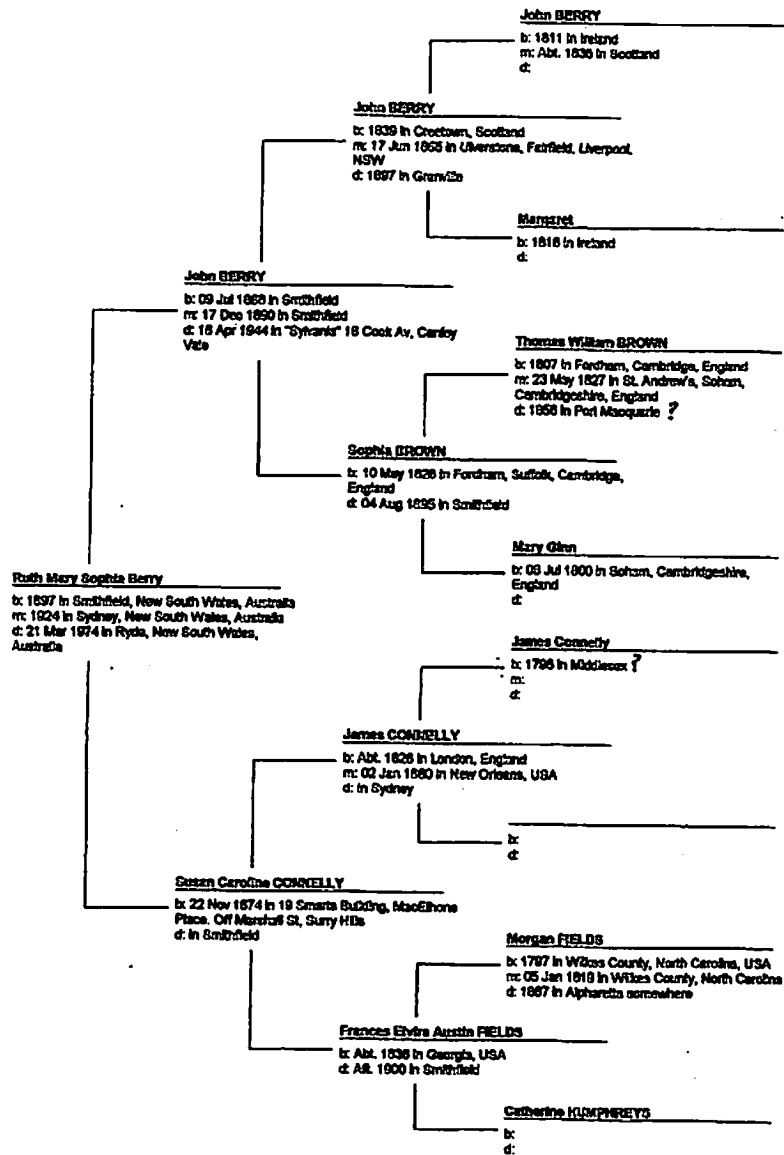 John BERRY
b: 1811 in Ireland
m: Abt. 1836 in Scotland
d:
John BERRY
b: 1839 in Creetown, Scotland
m: 17 Jun 1865 in Ulverstone, Fairfield, Liverpool,
NSW
d: 1897 in Granville
Margaret
b: 1816 in Ireland
d:
John BERRY
b: 09 Jul 1868 in Smithfield
m: 17 Dec 1890 in Smithfield
d: 16 Apr 1944 in "Sylvania" 16 Cook Av, Canley
Vale
Thomas William BROWN
b: 1807 in Fordham, Cambridge, England
m: 23 May 1827 in St. Andrew's, Soham,
Cambridgeshire, England
d: 1856 in Port Macquarie ?
Sophia BROWN
b: 10 May 1826 in Fordham, Suffolk, Cambridge,
England
d: 04 Aug 1895 in Smithfield
Mary Ginn
b: 08 Jul 1800 in Soham, Cambridgeshire,
England
d:
Ruth Mary Sophia Berry
b: 1897 in Smithfield, New South Wales, Australia
m: 1924 in Sydney, New South Wales, Australia
d: 21 Mar 1974 in Ryde, New South Wales,
Australia
James Connelly
b: 1796 in Middlesex ?
m:
d:
James CONNELLY
b: Abt. 1826 in London, England
m: 02 Jan 1860 in New Orleans, USA
d: in Sydney
b:
d:
Susan Caroline CONNELLY
b: 22 Nov 1874 in 19 Smarts Building, MacElhone
Place. Off Marshall St, Surry Hills
d: in Smithfield
Morgan FIELDS
b: 1797 in Wilkes County, North Carolina, USA
m: 05 Jan 1818 in Wilkes County, North Carolina
d: 1867 in Alpharetta somewhere
Frances Elvira Austin FIELDS
b: Abt. 1836 in Georgia, USA
d: Aft. 1900 in Smithfield
Catherine HUMPHREYS
b:
d: